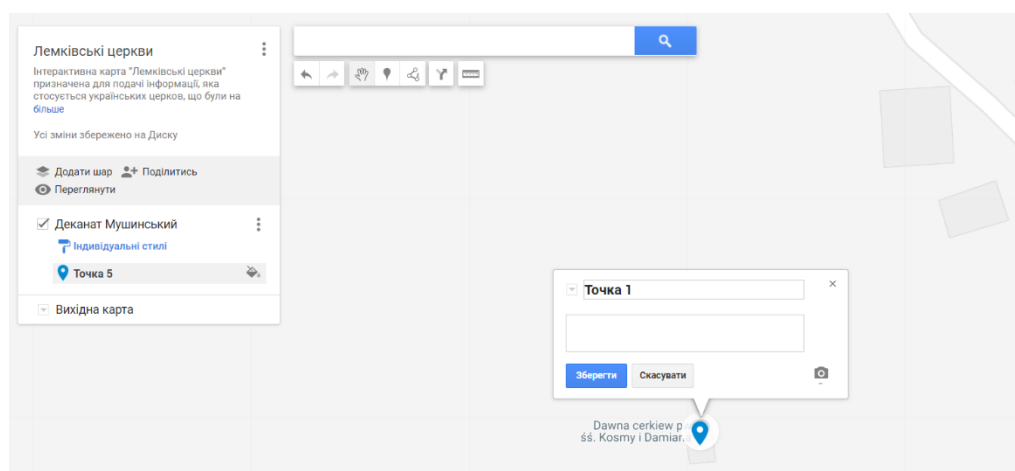 Лемківські церкви
Інтерактивна карта "Лемківські церкви"
призначена для подачі інформації, яка
стосується українських церков, що були на
більше
Усі зміни збережено на Диску
Додати шар Поділитись
Переглянути
Деканат Мушинський
Індивідуальні стилі
Точка 5
Вихідна карта
Точка 1
Зберегти Скасувати
Dawna cerkiew p
śś. Kosmy i Damian